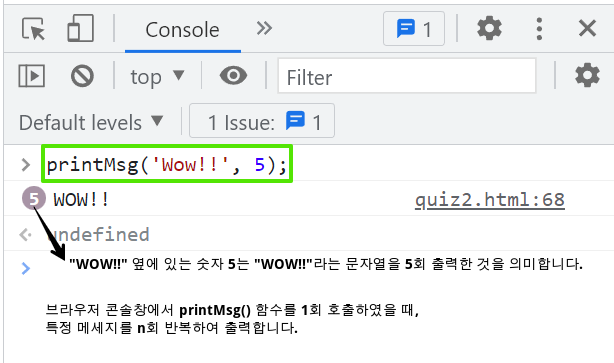 Console
1
top
Filter
Default levels
1 Issue:
1
printMsg('Wow!!', 5);
5 WOW!! quiz2.html:68
undefined
"WOW!!" 옆에 있는 숫자 5는 "WOW!!"라는 문자열을 5회 출력한 것을 의미합니다.
브라우저 콘솔창에서 printMsg() 함수를 1회 호출하였을 때,
특정 메세지를 n회 반복하여 출력합니다.